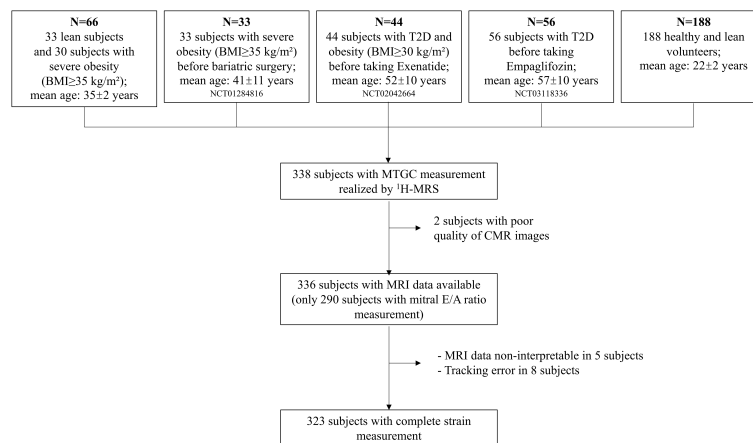 N=66
33 lean subjects
and 30 subjects with
severe obesity
(BMI≥35 kg/m²);
mean age: 35±2 years
N=33
33 subjects with severe
obesity (BMI≥35 kg/m²)
before bariatric surgery;
mean age: 41±11 years
NCT01284816
N=44
44 subjects with T2D and
obesity (BMI≥30 kg/m²)
before taking Exenatide;
mean age: 52±10 years
NCT02042664
N=56
56 subjects with T2D
before taking
Empaglifozin;
mean age: 57±10 years
NCT03118336
N=188
188 healthy and lean
volunteers;
mean age: 22±2 years
338 subjects with MTGC measurement
realized by ¹H-MRS
2 subjects with poor
quality of CMR images
336 subjects with MRI data available
(only 290 subjects with mitral E/A ratio
measurement)
- MRI data non-interpretable in 5 subjects
- Tracking error in 8 subjects
323 subjects with complete strain
measurement